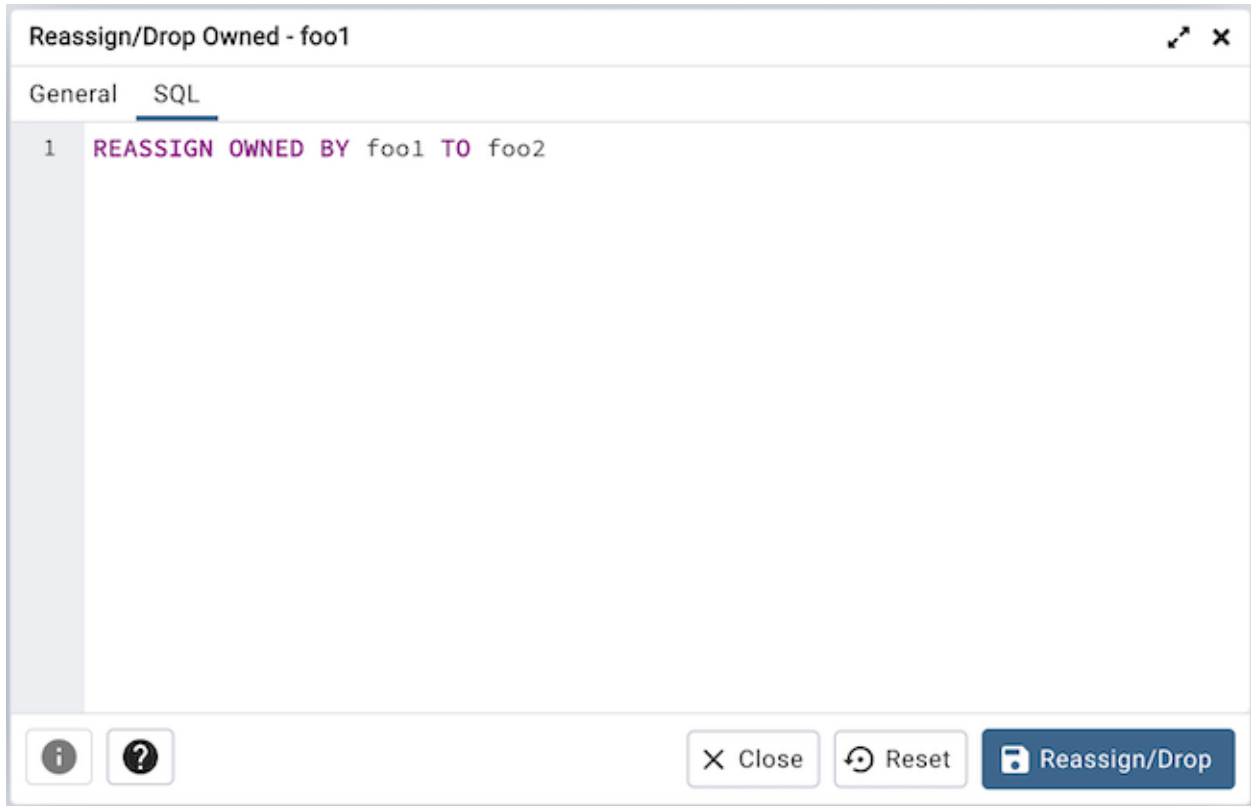 Reassign/Drop Owned - foo1
General SQL
1 REASSIGN OWNED BY foo1 TO foo2
Close Reset Reassign/Drop